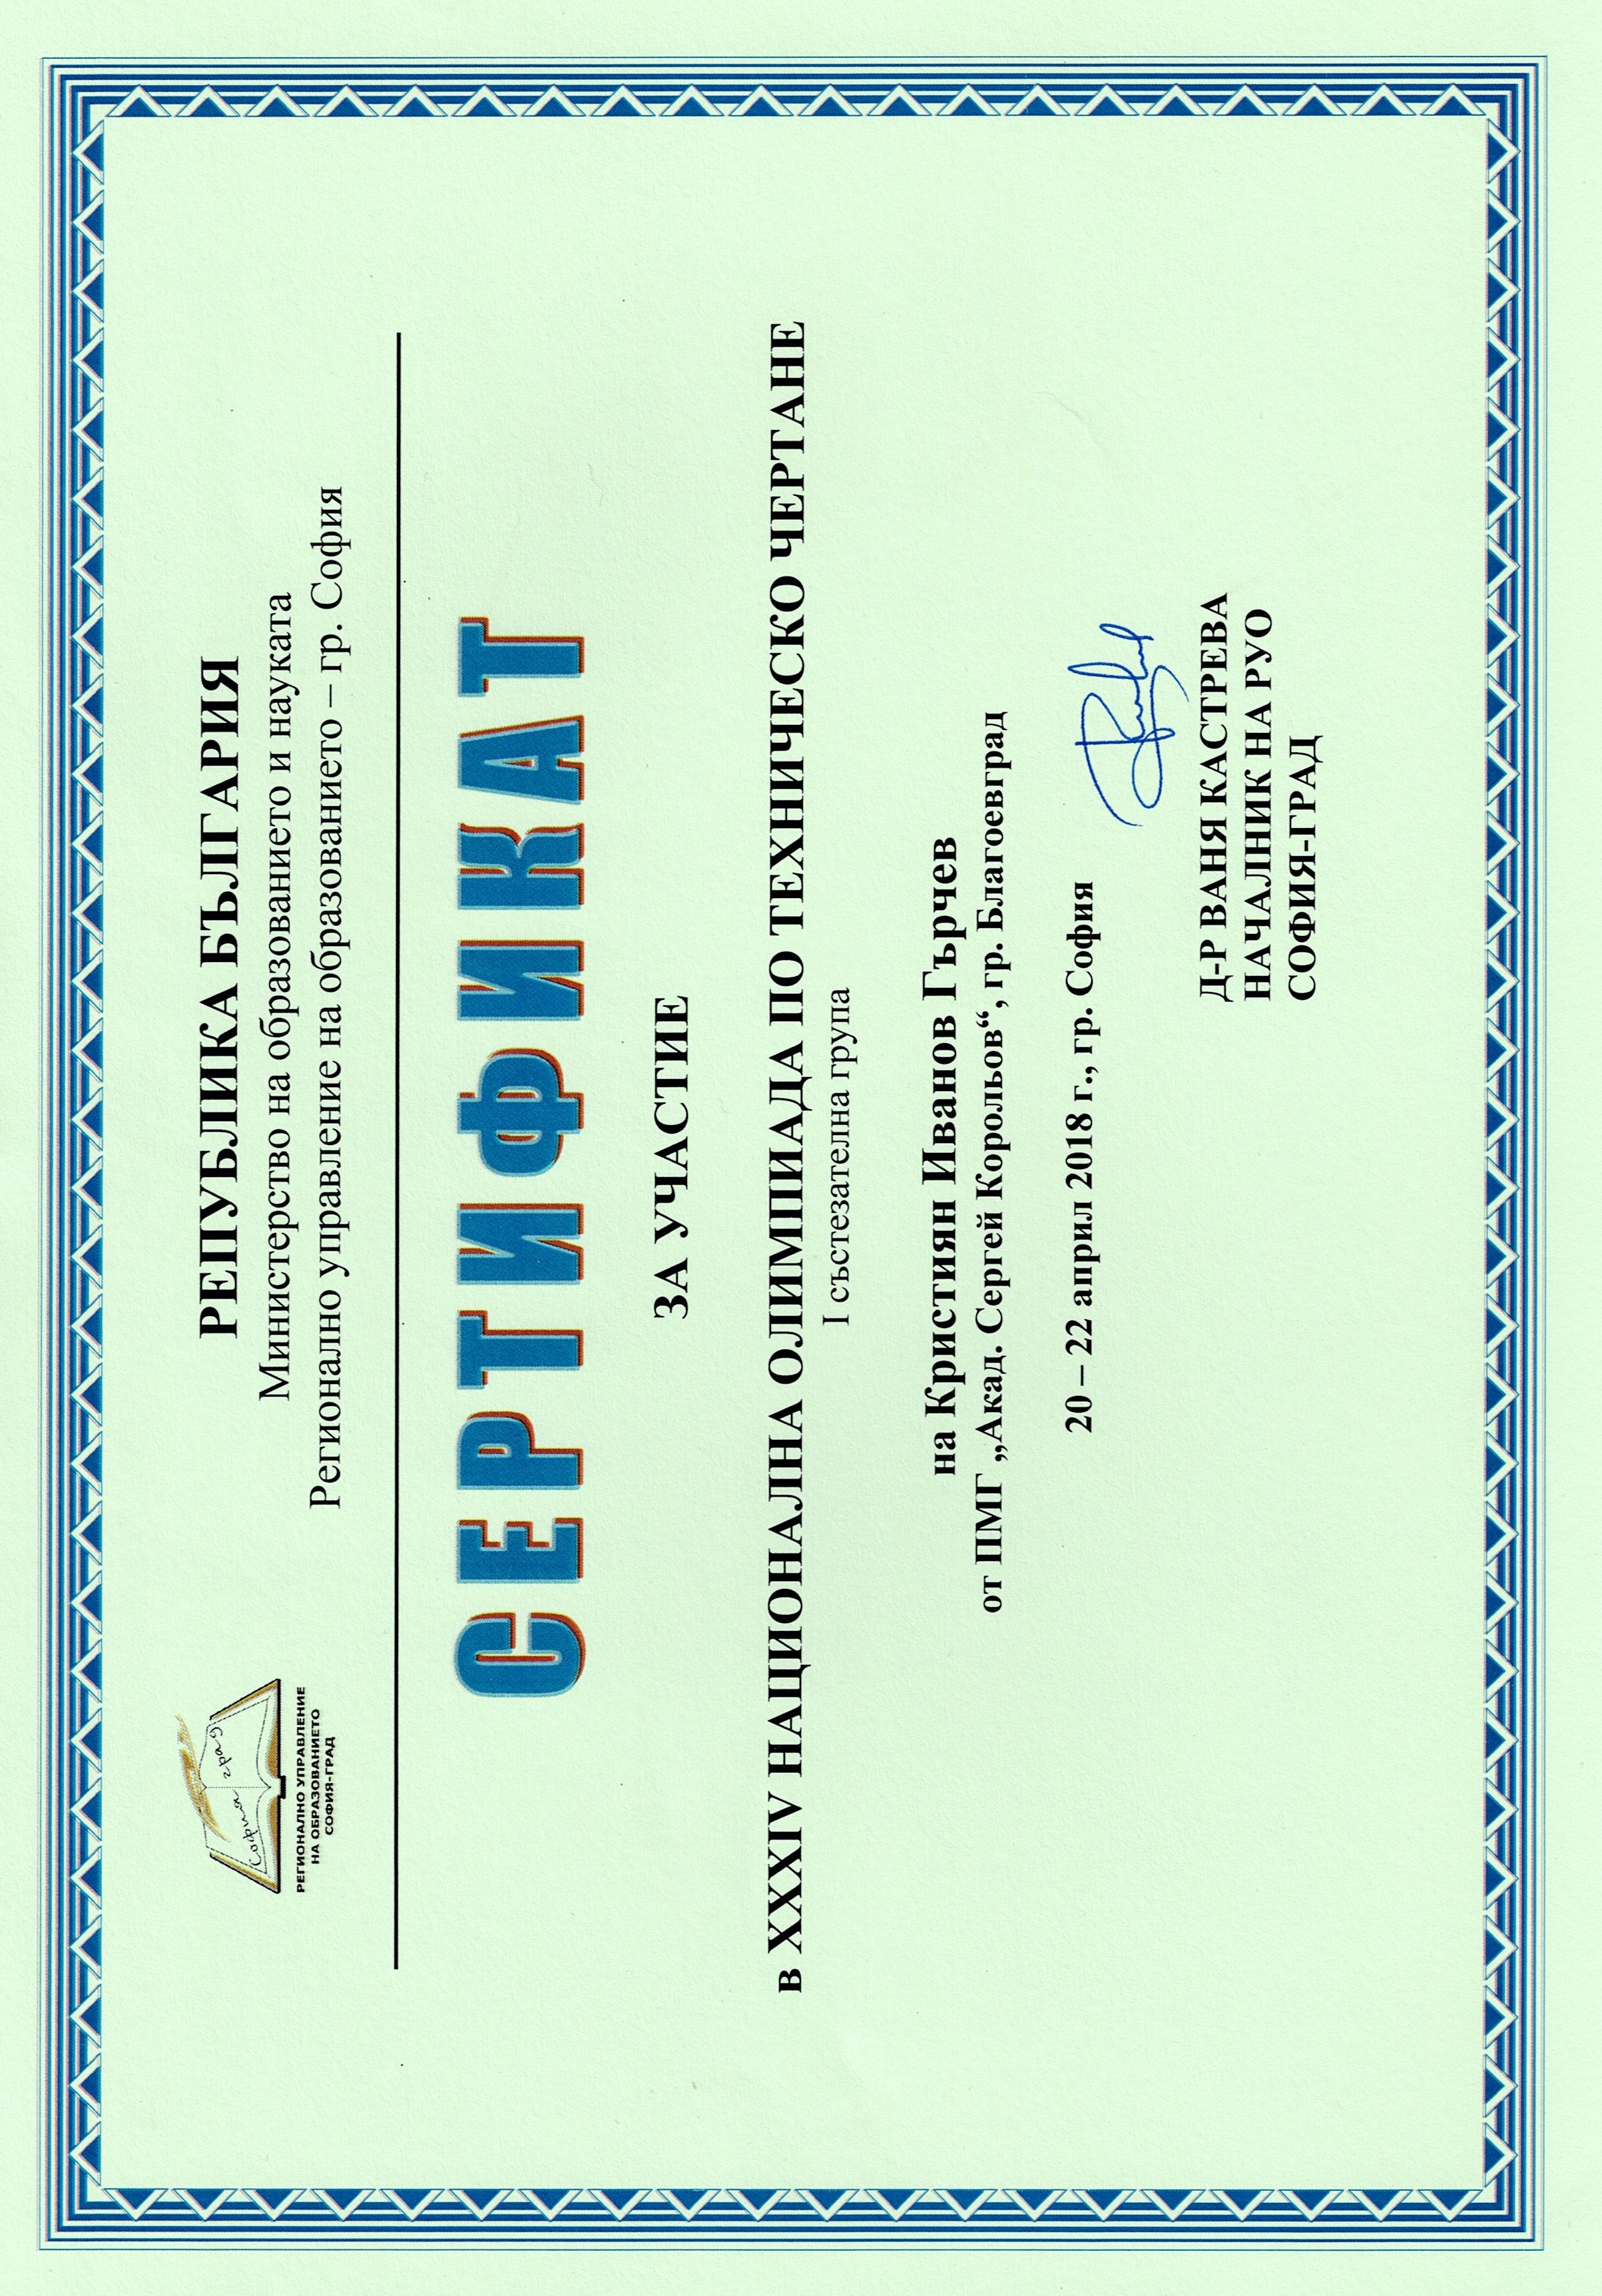 София град
РЕГИОНАЛНО УПРАВЛЕНИЕ
НА ОБРАЗОВАНИЕТО
СОФИЯ-ГРАД
РЕПУБЛИКА БЪЛГАРИЯ
Министерство на образованието и науката
Регионално управление на образованието – гр. София
СЕРТИФИКАТ
ЗА УЧАСТИЕ
в XXXIV НАЦИОНАЛНА ОЛИМПИАДА ПО ТЕХНИЧЕСКО ЧЕРТАНЕ
I състезателна група
на Кристиян Иванов Гърчев
от ПМГ „Акад. Сергей Корольов“, гр. Благоевград
20 – 22 април 2018 г., гр. София
Д-Р ВАНЯ КАСТРЕВА
НАЧАЛНИК НА РУО
СОФИЯ-ГРАД